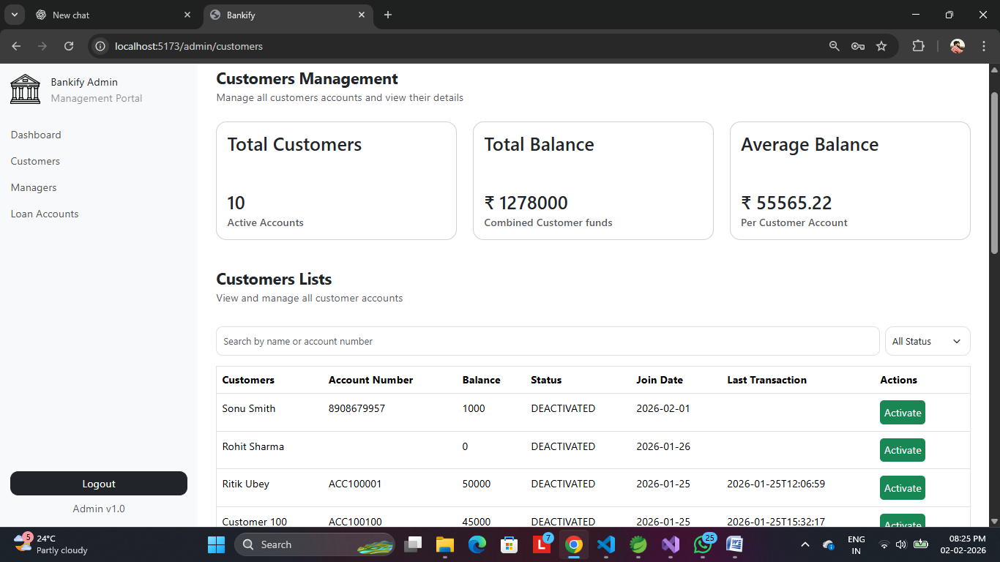 New chat
Bankify
localhost:5173/admin/customers
Bankify Admin
Management Portal
Dashboard
Customers
Managers
Loan Accounts
Logout
Admin v1.0
Customers Management
Manage all customers accounts and view their details
Total Customers
10
Active Accounts
Total Balance
₹ 1278000
Combined Customer funds
Average Balance
₹ 55565.22
Per Customer Account
Customers Lists
View and manage all customer accounts
Search by name or account number
All Status
Customers Account Number Balance Status Join Date Last Transaction Actions
Sonu Smith 8908679957 1000 DEACTIVATED 2026-02-01 Activate
Rohit Sharma 0 DEACTIVATED 2026-01-26 Activate
Ritik Ubey ACC100001 50000 DEACTIVATED 2026-01-25 2026-01-25T12:06:59 Activate
Customer 100 ACC100100 45000 DEACTIVATED 2026-01-25 2026-01-25T15:32:17 Activate
5
24°C
Partly cloudy
Search
L 7
25
W
ENG
IN
08:25 PM
02-02-2026